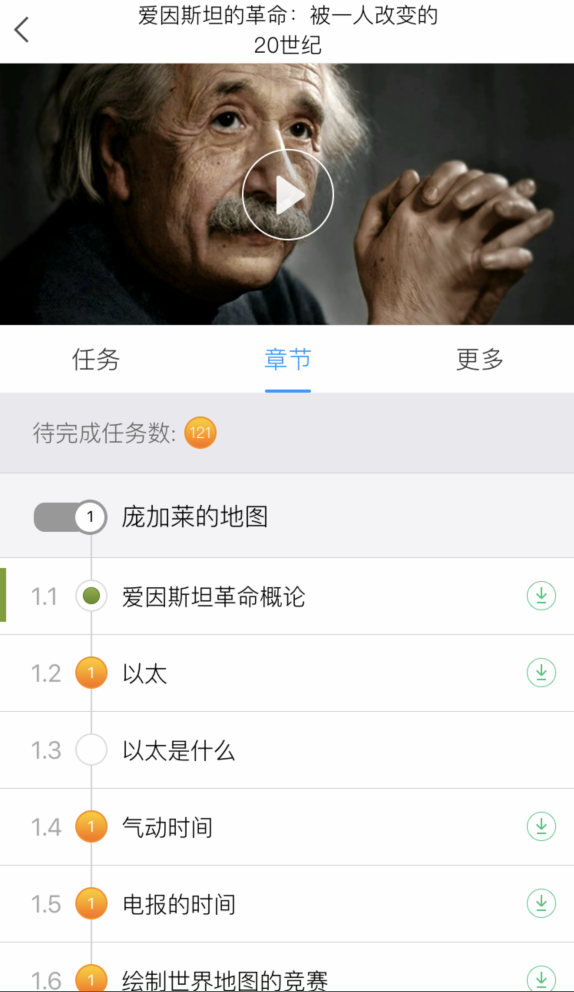 爱因斯坦的革命：被一人改变的
20世纪
任务
章节
更多
待完成任务数: 121
1 庞加莱的地图
1.1 爱因斯坦革命概论
1.2 1 以太
1.3 以太是什么
1.4 1 气动时间
1.5 1 电报的时间
1.6 1 绘制世界地图的竞赛